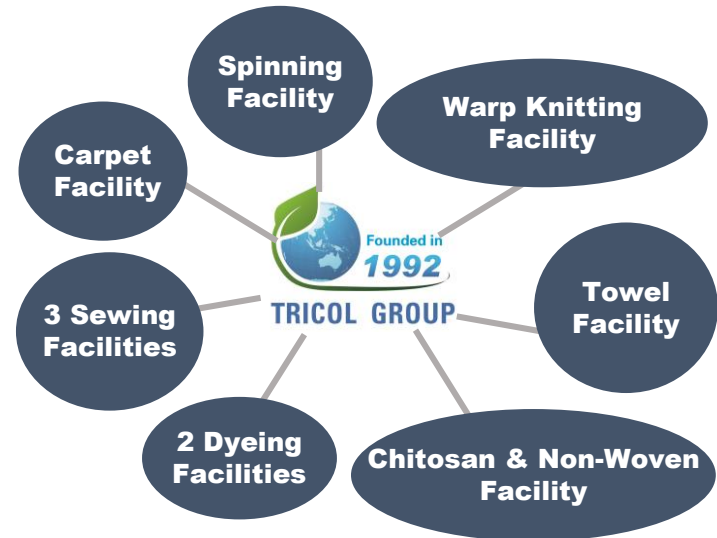 Spinning
Facility
Warp Knitting
Facility
Carpet
Facility
Founded in
1992
TRICOL GROUP
Towel
Facility
3 Sewing
Facilities
2 Dyeing
Facilities
Chitosan & Non-Woven
Facility